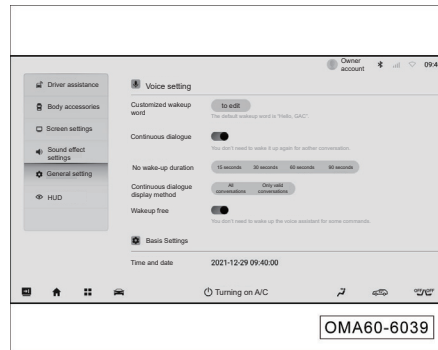 Owner
account
09:4
Driver assistance
Voice setting
Body accessories
Customized wakeup
word
to edit
The default wakeup word is "Hello, GAC".
Screen settings
Continuous dialogue
You don't need to wake it up again for aother conversation.
Sound effect
settings
General setting
No wake-up duration
15 seconds 30 seconds 60 seconds 90 seconds
HUD
Continuous dialogue
display method
All
conversations
Only valid
conversations
Wakeup free
You don't need to wake up the voice assistant for some commands.
Basis Settings
Time and date 2021-12-29 09:40:00
Turning on A/C
OFF OFF
OMA60-6039